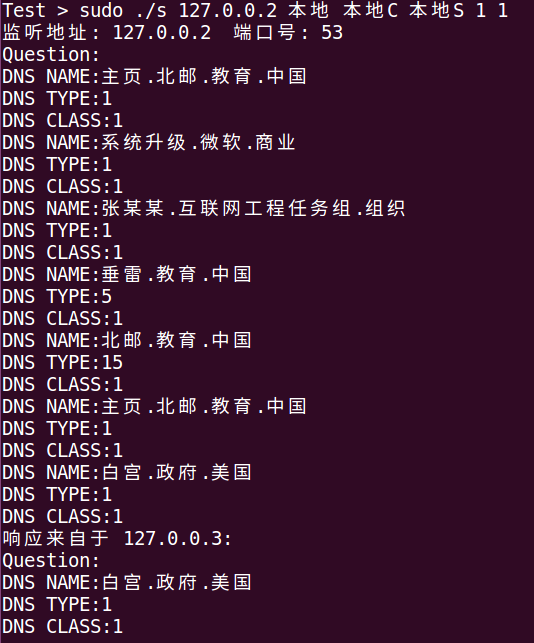 Test > sudo ./s 127.0.0.2 本地 本地C 本地S 1 1
监听地址: 127.0.0.2  端口号: 53
Question:
DNS NAME:主页.北邮.教育.中国
DNS TYPE:1
DNS CLASS:1
DNS NAME:系统升级.微软.商业
DNS TYPE:1
DNS CLASS:1
DNS NAME:张某某.互联网工程任务组.组织
DNS TYPE:1
DNS CLASS:1
DNS NAME:垂雷.教育.中国
DNS TYPE:5
DNS CLASS:1
DNS NAME:北邮.教育.中国
DNS TYPE:15
DNS CLASS:1
DNS NAME:主页.北邮.教育.中国
DNS TYPE:1
DNS CLASS:1
DNS NAME:白宫.政府.美国
DNS TYPE:1
DNS CLASS:1
响应来自于 127.0.0.3:
Question:
DNS NAME:白宫.政府.美国
DNS TYPE:1
DNS CLASS:1